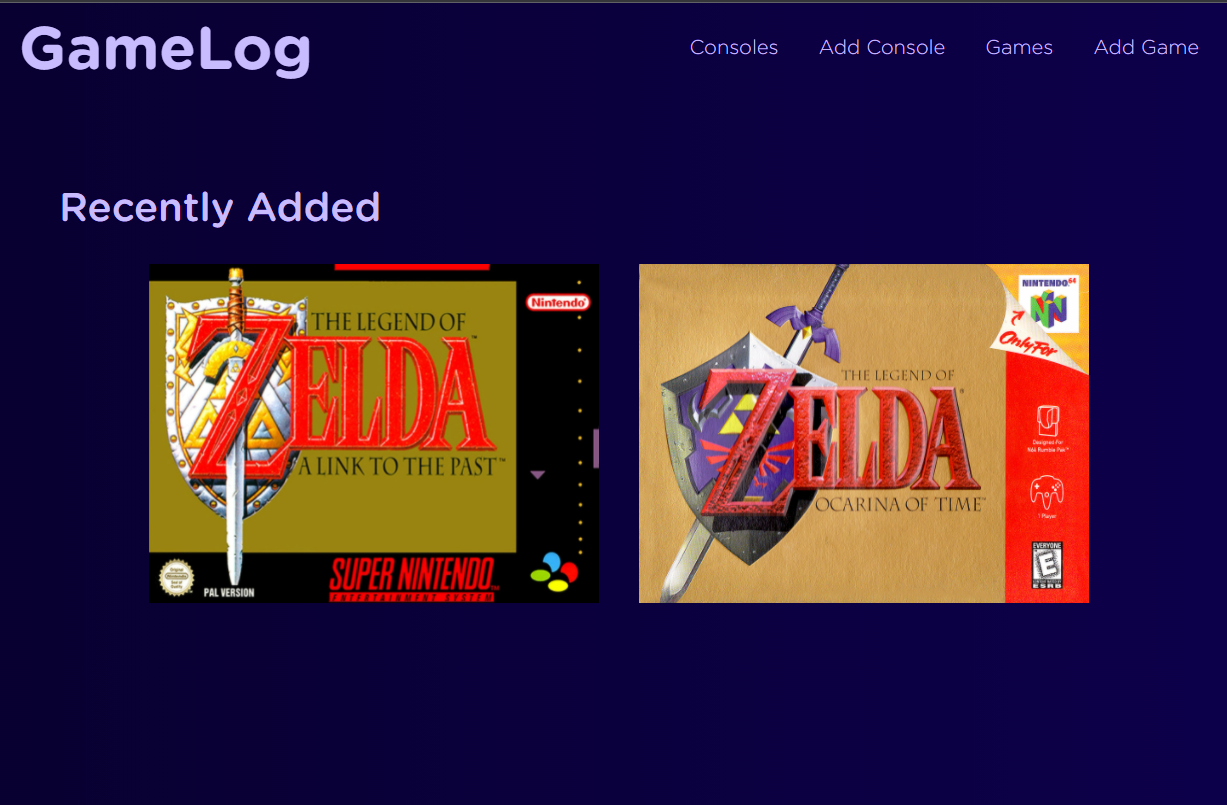 GameLog
Consoles
Add Console
Games
Add Game
Recently Added
Nintendo
THE LEGEND OF
ZELDA
A LINK TO THE PAST™
PAL VERSION
SUPER NINTENDO
ENTERTAINMENT SYSTEM
NINTENDO 64
Only For
THE LEGEND OF
ZELDA
OCARINA OF TIME
Designed For
N64 Rumble Pak™
1 Player
EVERYONE
E
ESRB